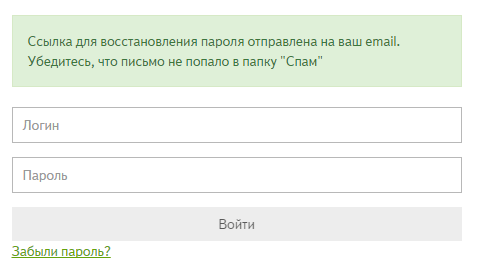 Ссылка для восстановления пароля отправлена на ваш email.
Убедитесь, что письмо не попало в папку "Спам"
Логин
Пароль
Войти
Забыли пароль?